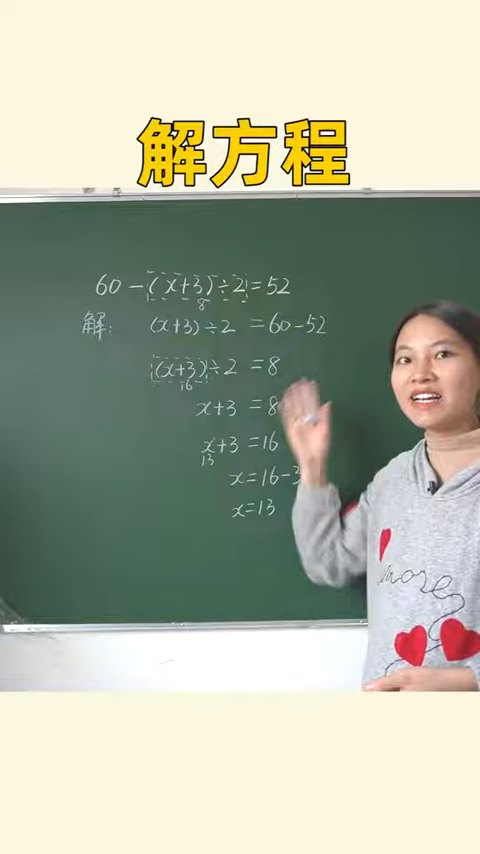 解方程
60-(x+3)÷2=52
8
解: (x+3)÷2=60-52
(x+3)÷2=8
16
x+3=8
x+3=16
13
x=16-3
x=13
more